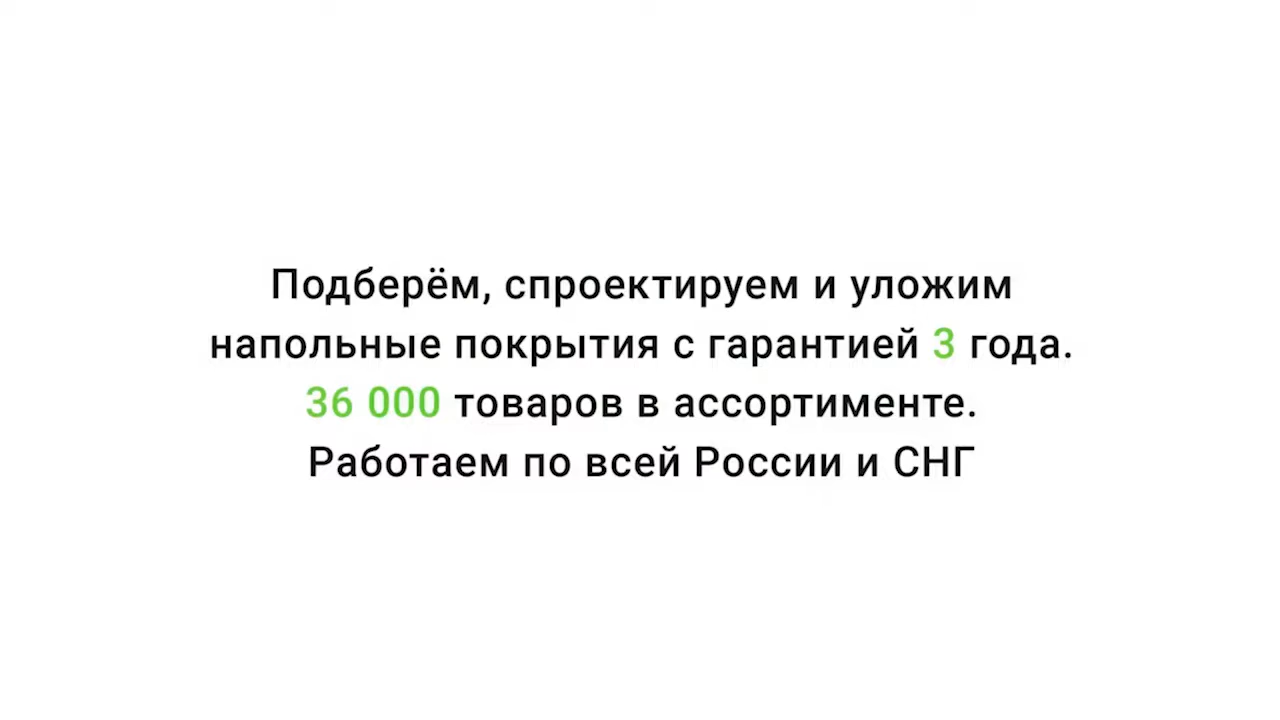 Подберём, спроектируем и уложим
напольные покрытия с гарантией 3 года.
36 000 товаров в ассортименте.
Работаем по всей России и СНГ